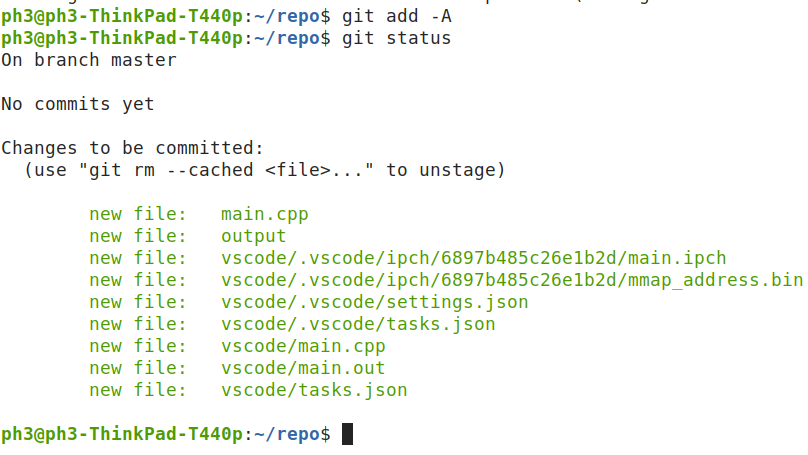 ph3@ph3-ThinkPad-T440p:~/repo$ git add -A
ph3@ph3-ThinkPad-T440p:~/repo$ git status
On branch master
No commits yet
Changes to be committed:
  (use "git rm --cached <file>..." to unstage)
        new file:   main.cpp
        new file:   output
        new file:   vscode/.vscode/ipch/6897b485c26e1b2d/main.ipch
        new file:   vscode/.vscode/ipch/6897b485c26e1b2d/mmap_address.bin
        new file:   vscode/.vscode/settings.json
        new file:   vscode/.vscode/tasks.json
        new file:   vscode/main.cpp
        new file:   vscode/main.out
        new file:   vscode/tasks.json
ph3@ph3-ThinkPad-T440p:~/repo$